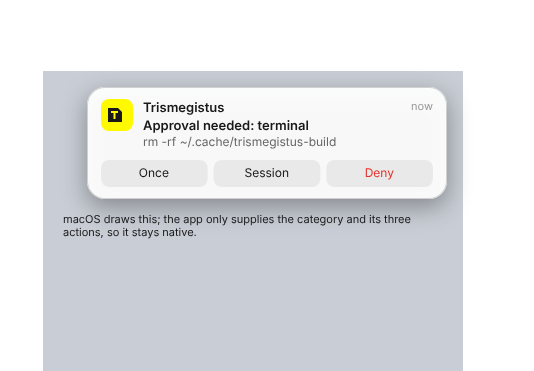 Trismegistus
now
Approval needed: terminal
rm -rf ~/.cache/trismegistus-build
Once
Session
Deny
macOS draws this; the app only supplies the category and its three
actions, so it stays native.